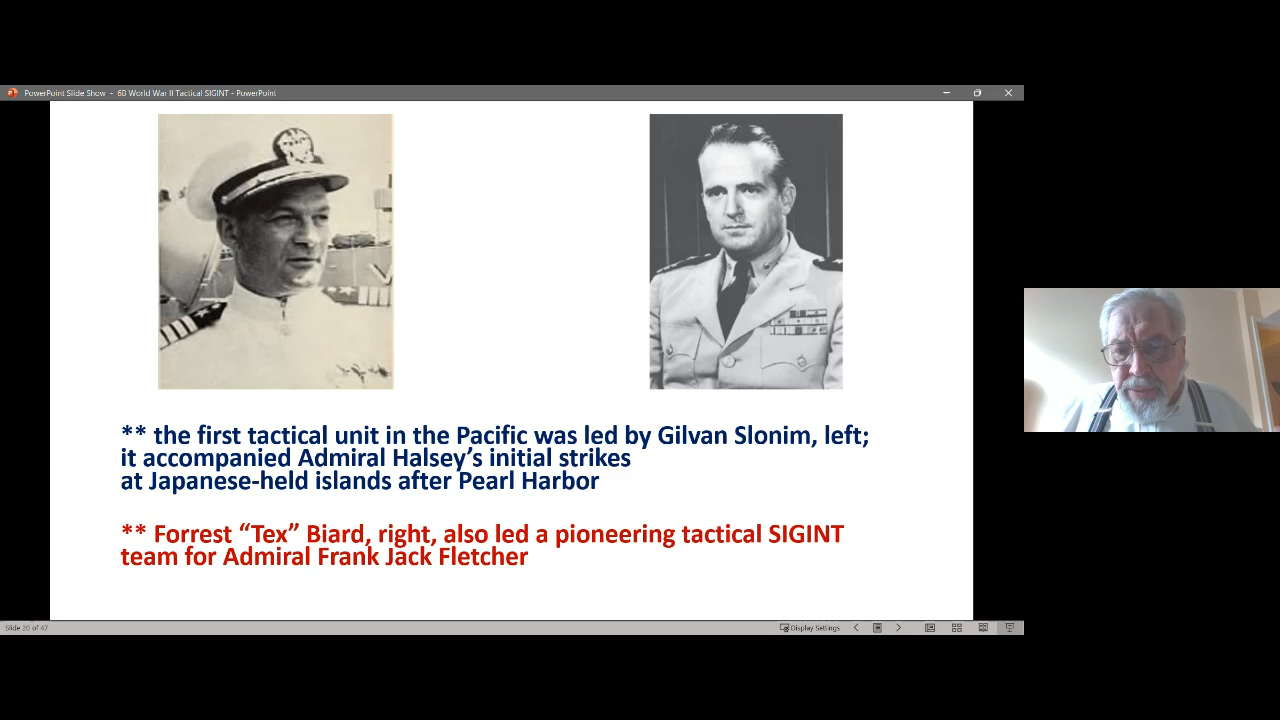 PowerPoint Slide Show - 6B World War II Tactical SIGINT - PowerPoint
** the first tactical unit in the Pacific was led by Gilvan Slonim, left;
it accompanied Admiral Halsey’s initial strikes
at Japanese-held islands after Pearl Harbor
** Forrest “Tex” Biard, right, also led a pioneering tactical SIGINT
team for Admiral Frank Jack Fletcher
Slide 20 of 47
Display Settings